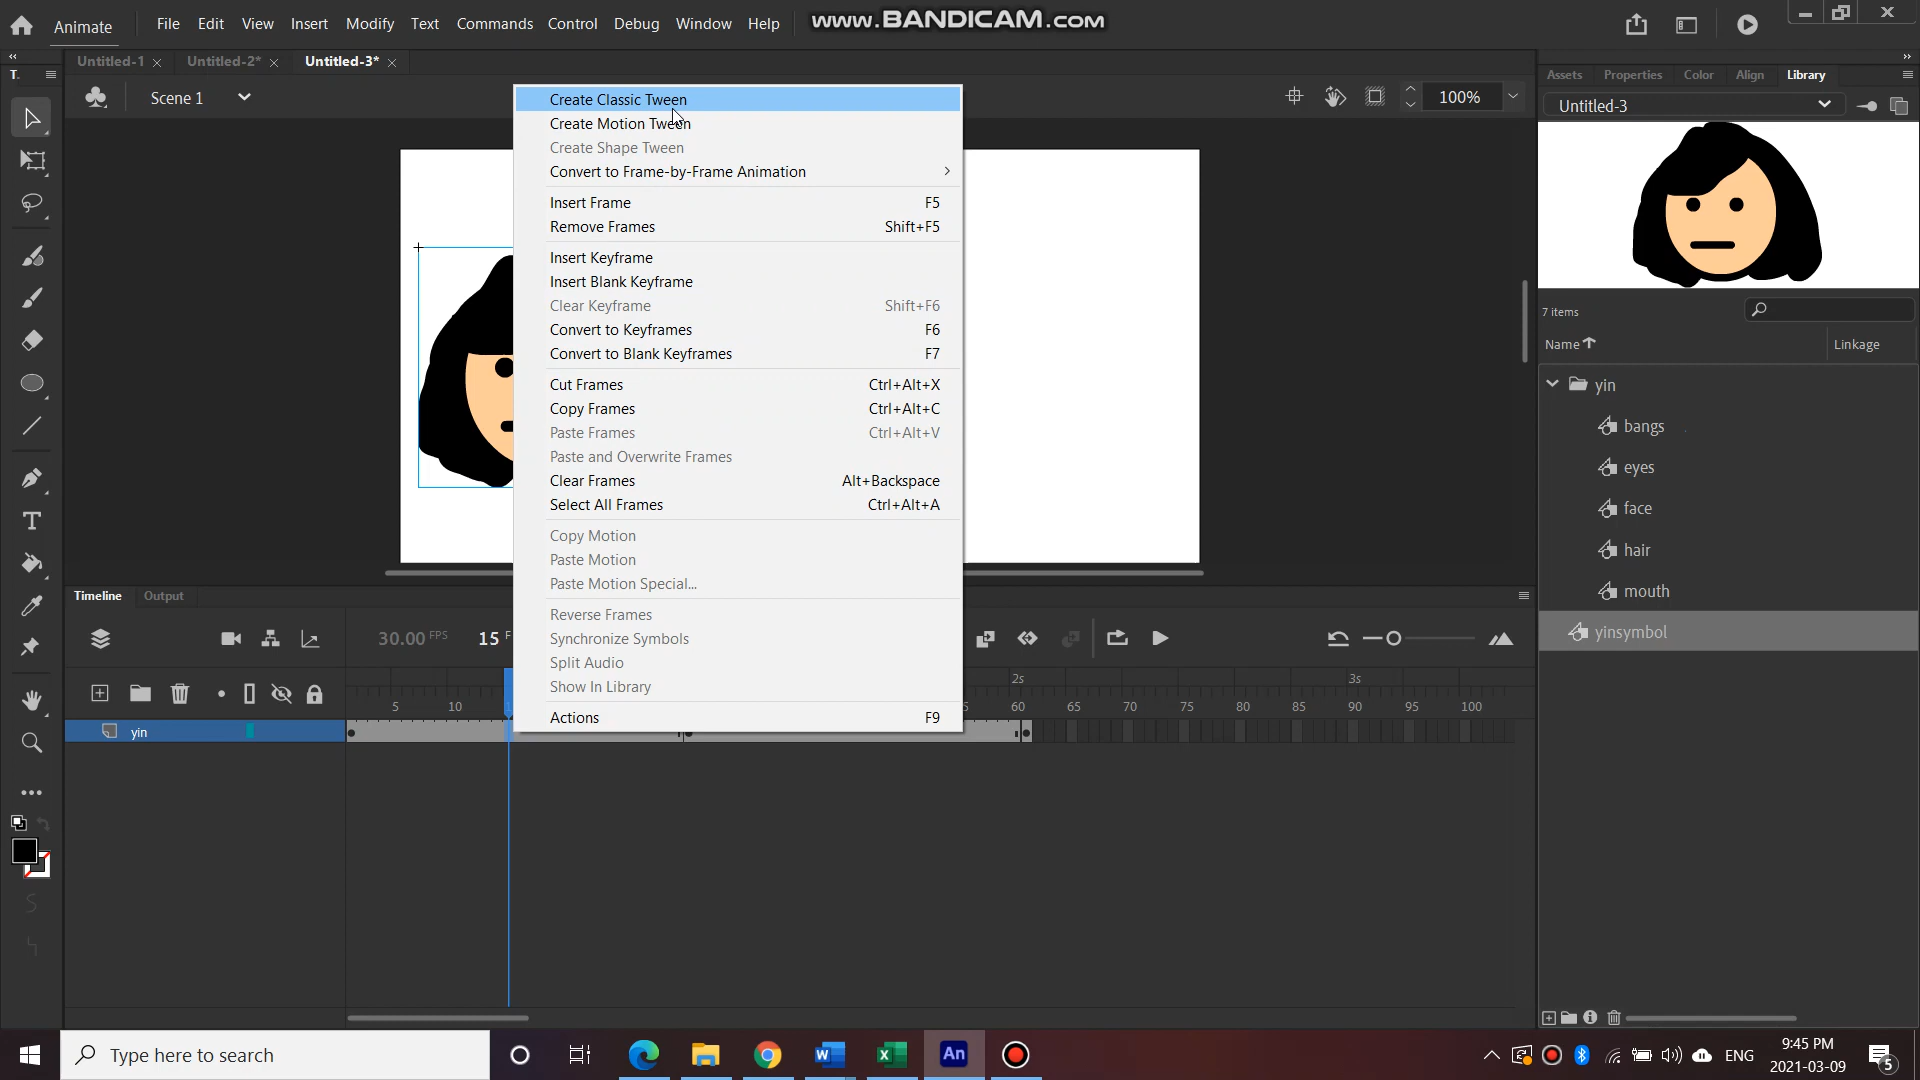 Animate
File Edit View Insert Modify Text Commands Control Debug Window Help
www.BANDICAM.com
Untitled-1 Untitled-2* Untitled-3*
Scene 1
100%
Create Classic Tween
Create Motion Tween
Create Shape Tween
Convert to Frame-by-Frame Animation
Insert Frame F5
Remove Frames Shift+F5
Insert Keyframe
Insert Blank Keyframe
Clear Keyframe Shift+F6
Convert to Keyframes F6
Convert to Blank Keyframes F7
Cut Frames Ctrl+Alt+X
Copy Frames Ctrl+Alt+C
Paste Frames Ctrl+Alt+V
Paste and Overwrite Frames
Clear Frames Alt+Backspace
Select All Frames Ctrl+Alt+A
Copy Motion
Paste Motion
Paste Motion Special...
Reverse Frames
Synchronize Symbols
Split Audio
Show In Library
Actions F9
Assets Properties Color Align Library
Untitled-3
7 items
Name Linkage
yin
bangs
eyes
face
hair
mouth
yinsymbol
Timeline Output
30.00 FPS 15 F
2s 3s
5 10 1 5 60 65 70 75 80 85 90 95 100
yin
T.
Type here to search
An
ENG
9:45 PM
2021-03-09
5